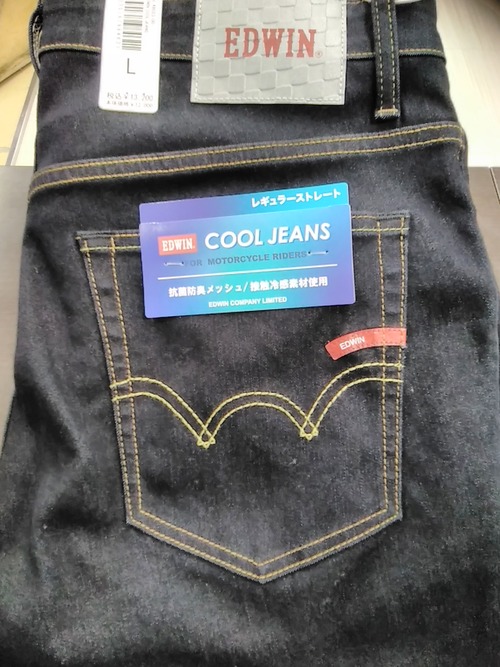 L
EDWIN
レギュラーストレート
EDWIN COOL JEANS
FOR MOTORCYCLE RIDERS
抗菌防臭メッシュ/接触冷感素材使用
EDWIN COMPANY LIMITED
EDWIN